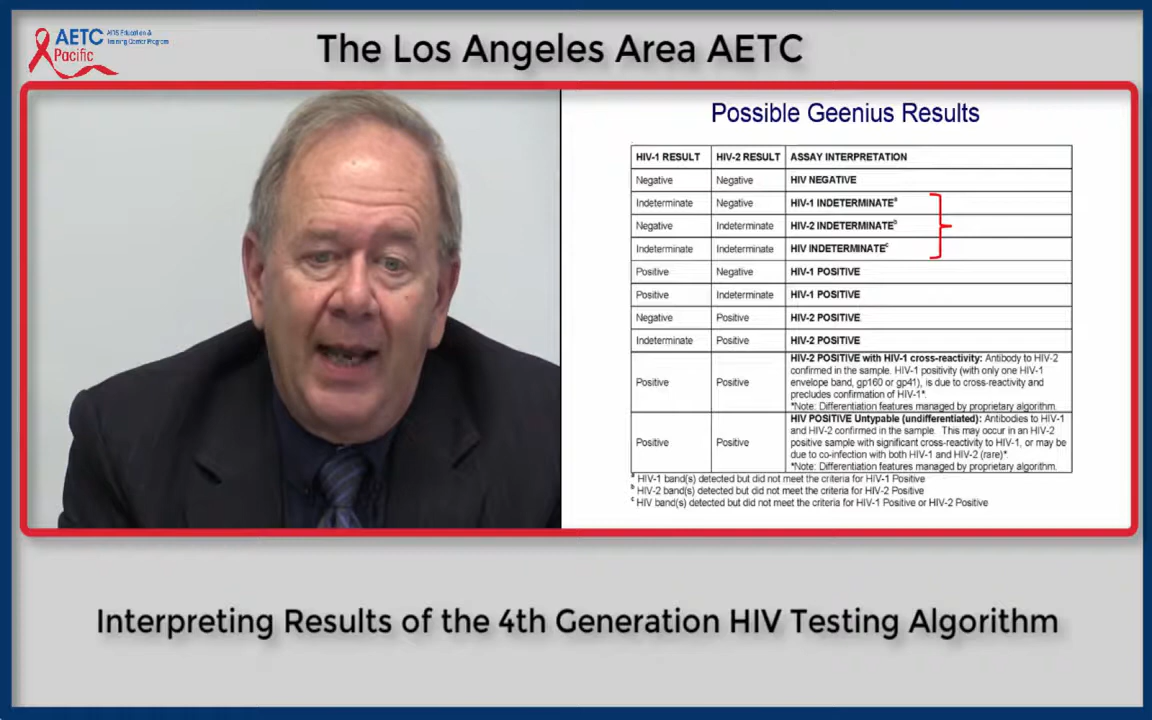 AETC AIDS Education &
Training Center Program
Pacific
The Los Angeles Area AETC
Possible Geenius Results
HIV-1 RESULT HIV-2 RESULT ASSAY INTERPRETATION
Negative Negative HIV NEGATIVE
Indeterminate Negative HIV-1 INDETERMINATEa
Negative Indeterminate HIV-2 INDETERMINATEb
Indeterminate Indeterminate HIV INDETERMINATEc
Positive Negative HIV-1 POSITIVE
Positive Indeterminate HIV-1 POSITIVE
Negative Positive HIV-2 POSITIVE
Indeterminate Positive HIV-2 POSITIVE
Positive Positive HIV-2 POSITIVE with HIV-1 cross-reactivity: Antibody to HIV-2
confirmed in the sample. HIV-1 positivity (with only one HIV-1
envelope band, gp160 or gp41), is due to cross-reactivity and
precludes confirmation of HIV-1*.
*Note: Differentiation features managed by proprietary algorithm.
Positive Positive HIV POSITIVE Untypable (undifferentiated): Antibodies to HIV-1
and HIV-2 confirmed in the sample. This may occur in an HIV-2
positive sample with significant cross-reactivity to HIV-1, or may be
due to co-infection with both HIV-1 and HIV-2 (rare)*.
*Note: Differentiation features managed by proprietary algorithm.
a HIV-1 band(s) detected but did not meet the criteria for HIV-1 Positive
b HIV-2 band(s) detected but did not meet the criteria for HIV-2 Positive
c HIV band(s) detected but did not meet the criteria for HIV-1 Positive or HIV-2 Positive
Interpreting Results of the 4th Generation HIV Testing Algorithm